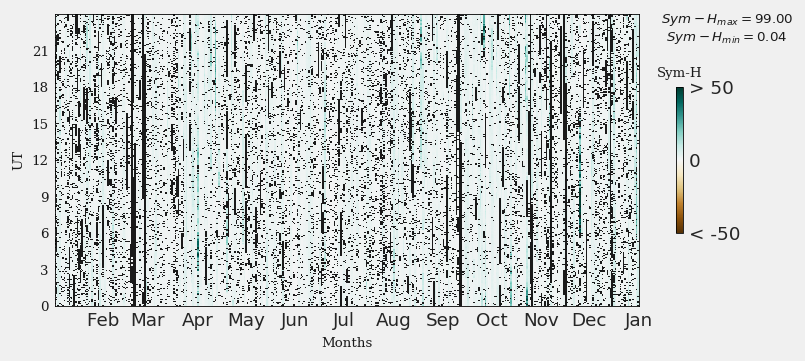 Sym−H_max = 99.00
Sym−H_min = 0.04
Sym-H
> 50
0
< -50
UT
21
18
15
12
9
6
3
0
Feb Mar Apr May Jun Jul Aug Sep Oct Nov Dec Jan
Months